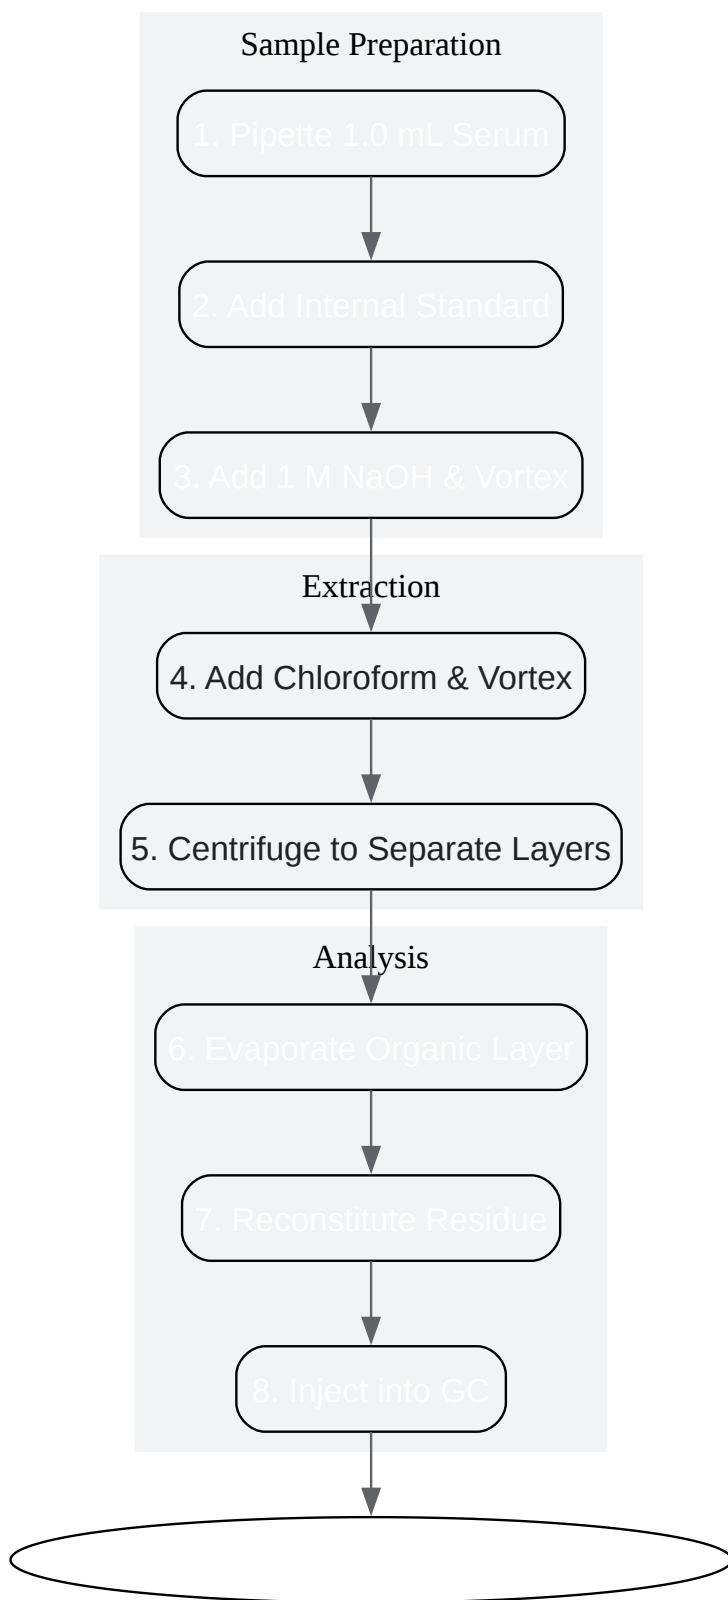 Sample Preparation
1. Pipette 1.0 mL Serum
2. Add Internal Standard
3. Add 1 M NaOH & Vortex
Extraction
4. Add Chloroform & Vortex
5. Centrifuge to Separate Layers
Analysis
6. Evaporate Organic Layer
7. Reconstitute Residue
8. Inject into GC